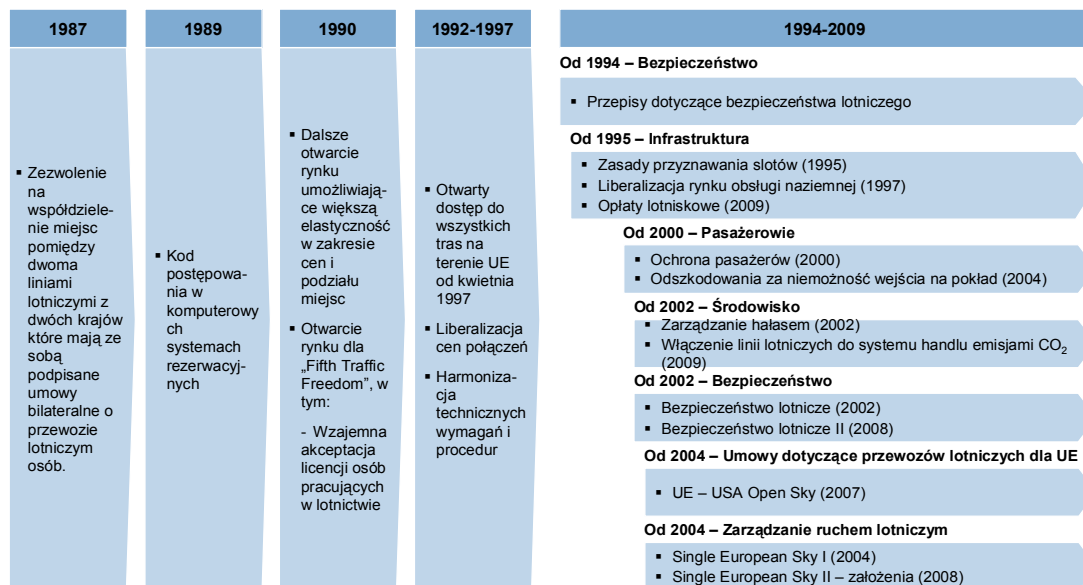 1987
Zezwolenie
na
współdziele-
nie miejsc
pomiędzy
dwoma
liniami
lotniczymi z
dwóch krajów
które mają ze
sobą
podpisane
umowy
bilateralne o
przewozie
lotniczym
osób.
1989
Kod
postępowa-
nia w
komputerowy
ch
systemach
rezerwacyj-
nych
1990
Dalsze
otwarcie
rynku
umożliwiają-
ce większą
elastyczność
w zakresie
cen i
podziału
miejsc
Otwarcie
rynku dla
„Fifth Traffic
Freedom”, w
tym:
- Wzajemna
akceptacja
licencji osób
pracujących
w lotnictwie
1992-1997
Otwarty
dostęp do
wszystkich
tras na
terenie UE
od kwietnia
1997
Liberalizacja
cen połączeń
Harmoniza-
cja
technicznych
wymagań i
procedur
1994-2009
Od 1994 – Bezpieczeństwo
Przepisy dotyczące bezpieczeństwa lotniczego
Od 1995 – Infrastruktura
Zasady przyznawania slotów (1995)
Liberalizacja rynku obsługi naziemnej (1997)
Opłaty lotniskowe (2009)
Od 2000 – Pasażerowie
Ochrona pasażerów (2000)
Odszkodowania za niemożność wejścia na pokład (2004)
Od 2002 – Środowisko
Zarządzanie hałasem (2002)
Włączenie linii lotniczych do systemu handlu emisjami CO2
(2009)
Od 2002 – Bezpieczeństwo
Bezpieczeństwo lotnicze (2002)
Bezpieczeństwo lotnicze II (2008)
Od 2004 – Umowy dotyczące przewozów lotniczych dla UE
UE – USA Open Sky (2007)
Od 2004 – Zarządzanie ruchem lotniczym
Single European Sky I (2004)
Single European Sky II – założenia (2008)